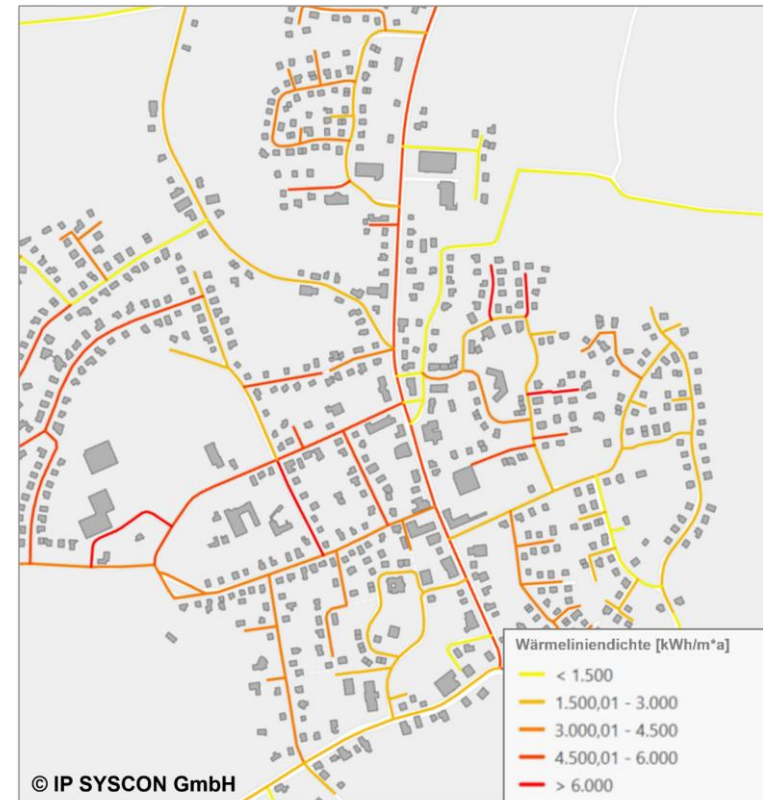 Wärmeliniendichte [kWh/m*a]
< 1.500
1.500,01 - 3.000
3.000,01 - 4.500
4.500,01 - 6.000
> 6.000
© IP SYSCON GmbH